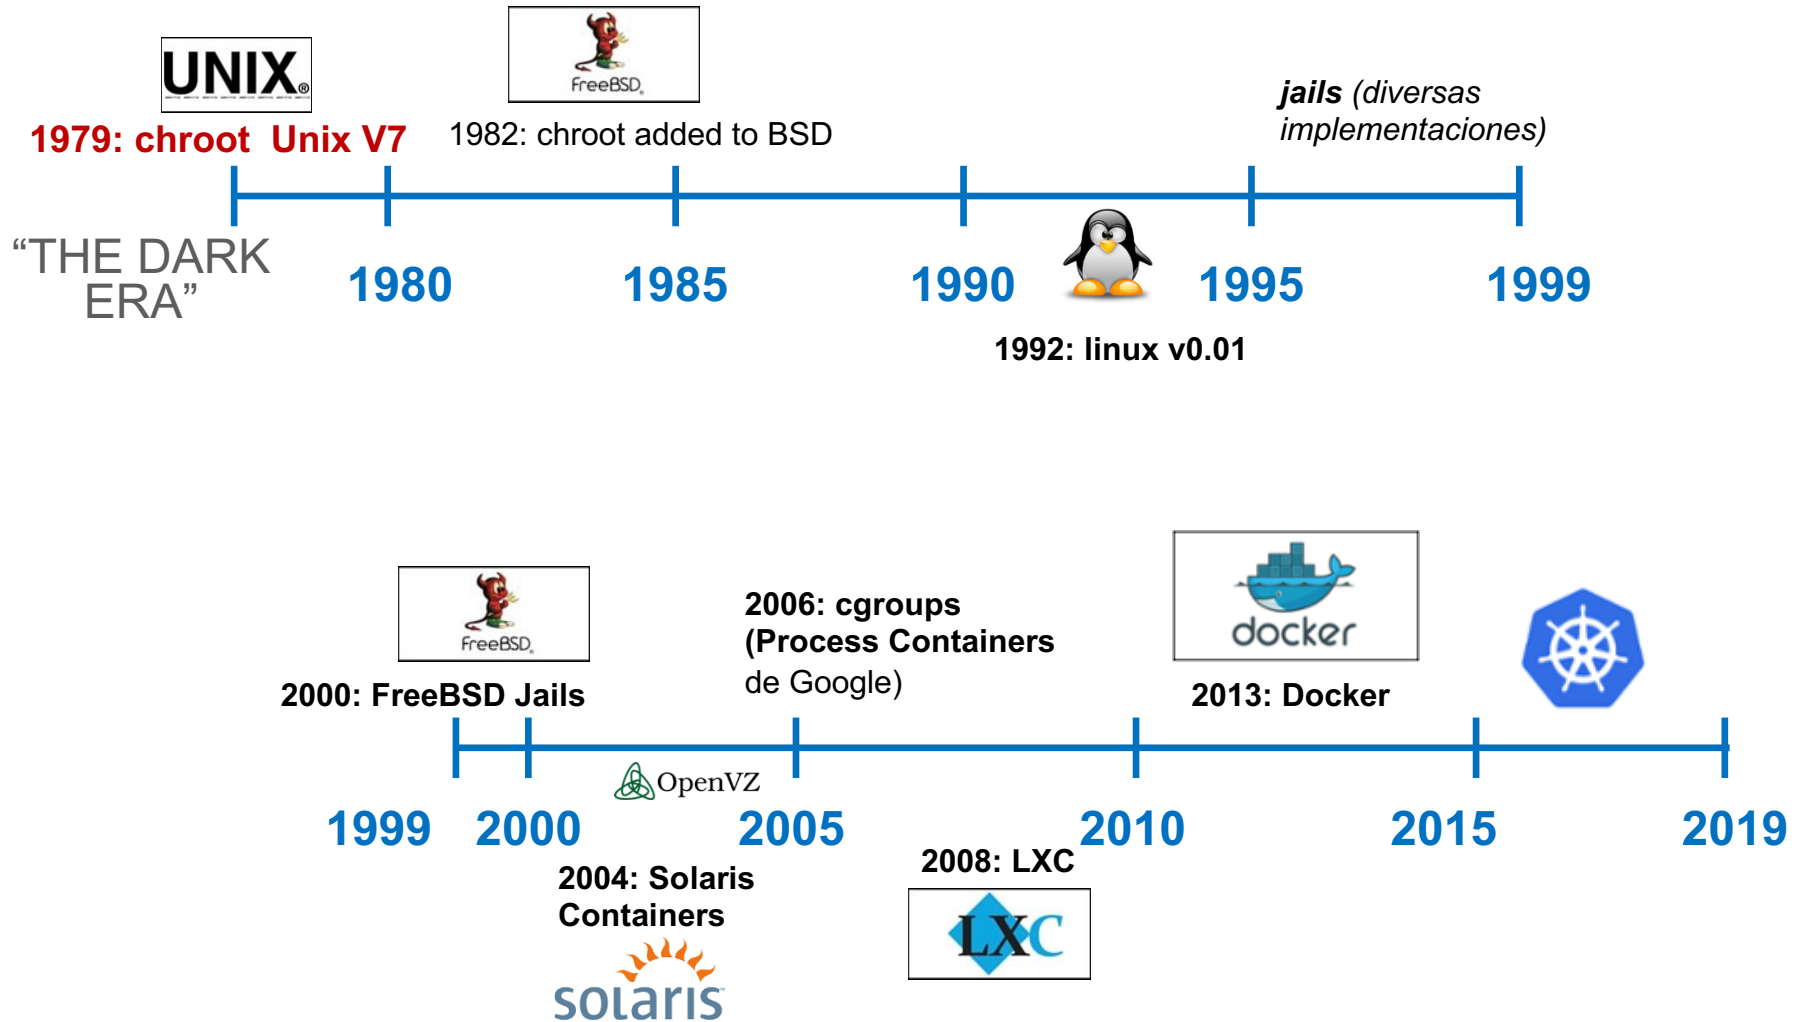 UNIX®
FreeBSD®
1979: chroot  Unix V7
1982: chroot added to BSD
jails (diversas
implementaciones)
“THE DARK
ERA”
1980
1985
1990
1995
1999
1992: linux v0.01
FreeBSD®
2000: FreeBSD Jails
2006: cgroups
(Process Containers
de Google)
docker
2013: Docker
OpenVZ
1999
2000
2005
2010
2015
2019
2004: Solaris
Containers
solaris™
2008: LXC
LXC